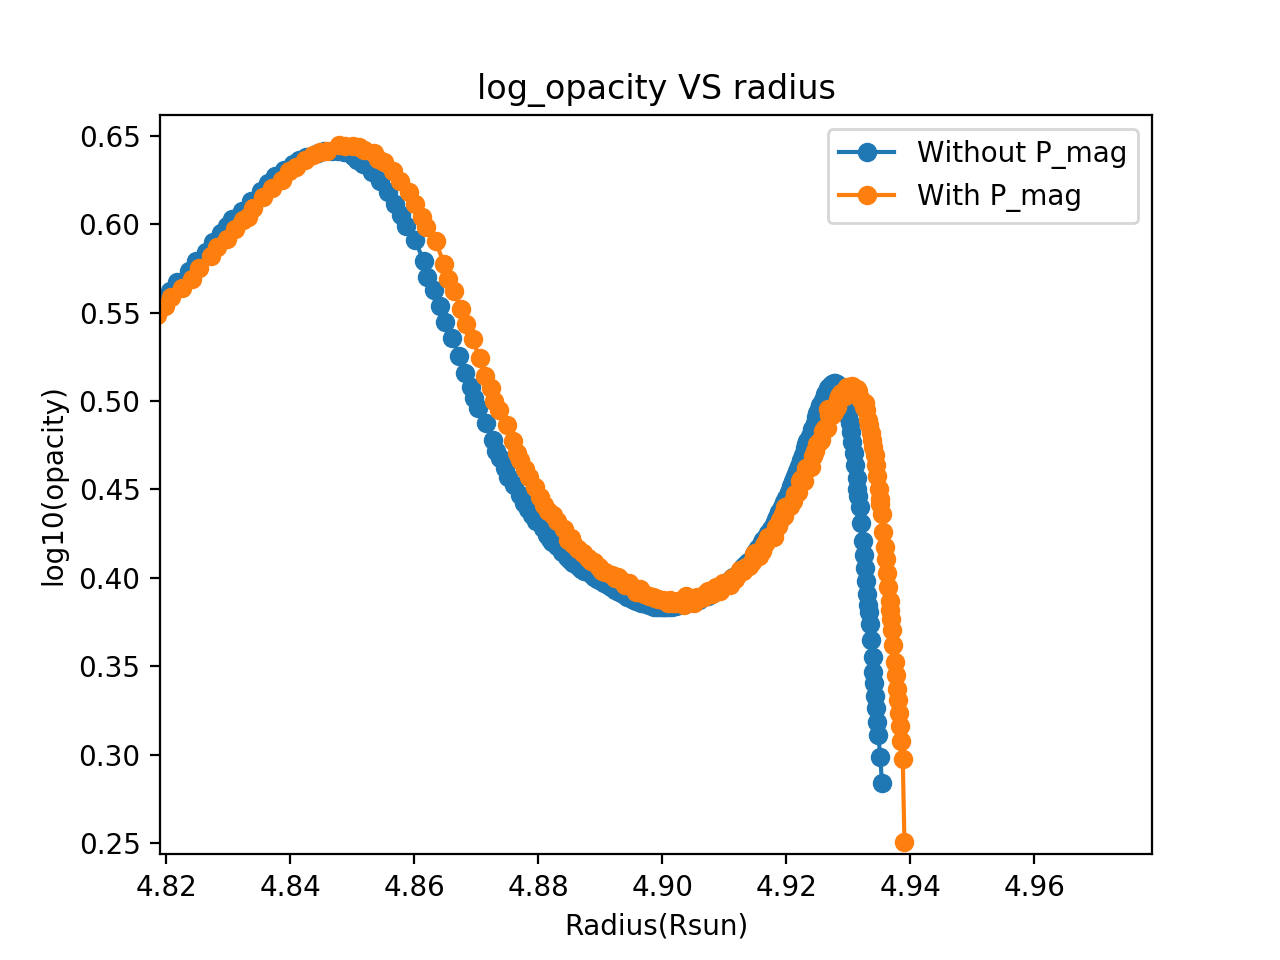 log_opacity VS radius
Without P_mag
With P_mag
log10(opacity)
0.65
0.60
0.55
0.50
0.45
0.40
0.35
0.30
0.25
4.82 4.84 4.86 4.88 4.90 4.92 4.94 4.96
Radius(Rsun)